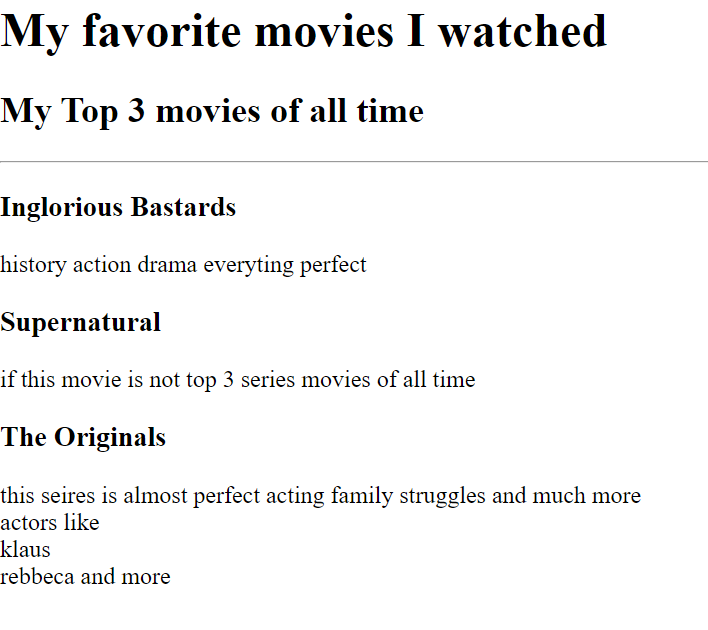 My favorite movies I watched
My Top 3 movies of all time
Inglorious Bastards
history action drama everyting perfect
Supernatural
if this movie is not top 3 series movies of all time
The Originals
this seires is almost perfect acting family struggles and much more
actors like
klaus
rebbeca and more